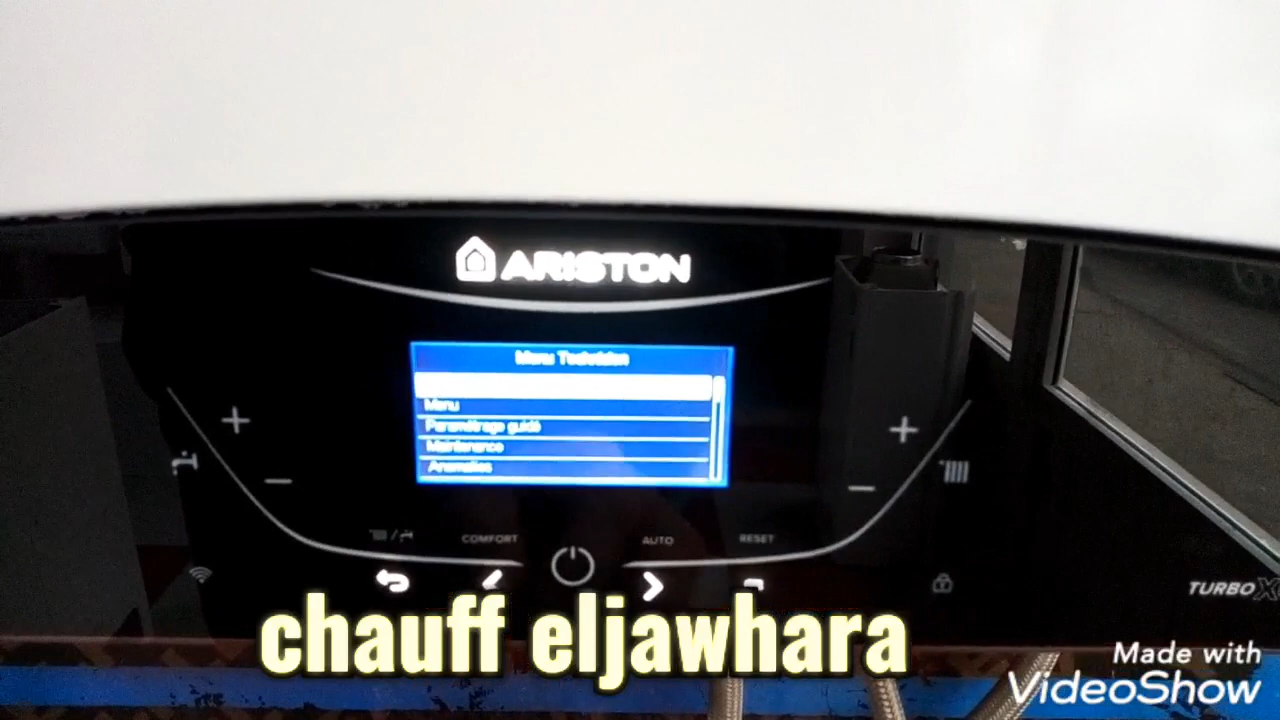 ARISTON
Menu Technicien
Menu
Paramétrage guidé
Maintenance
Anomalies
COMFORT
AUTO
RESET
TURBO X
chauff eljawhara
Made with
VideoShow